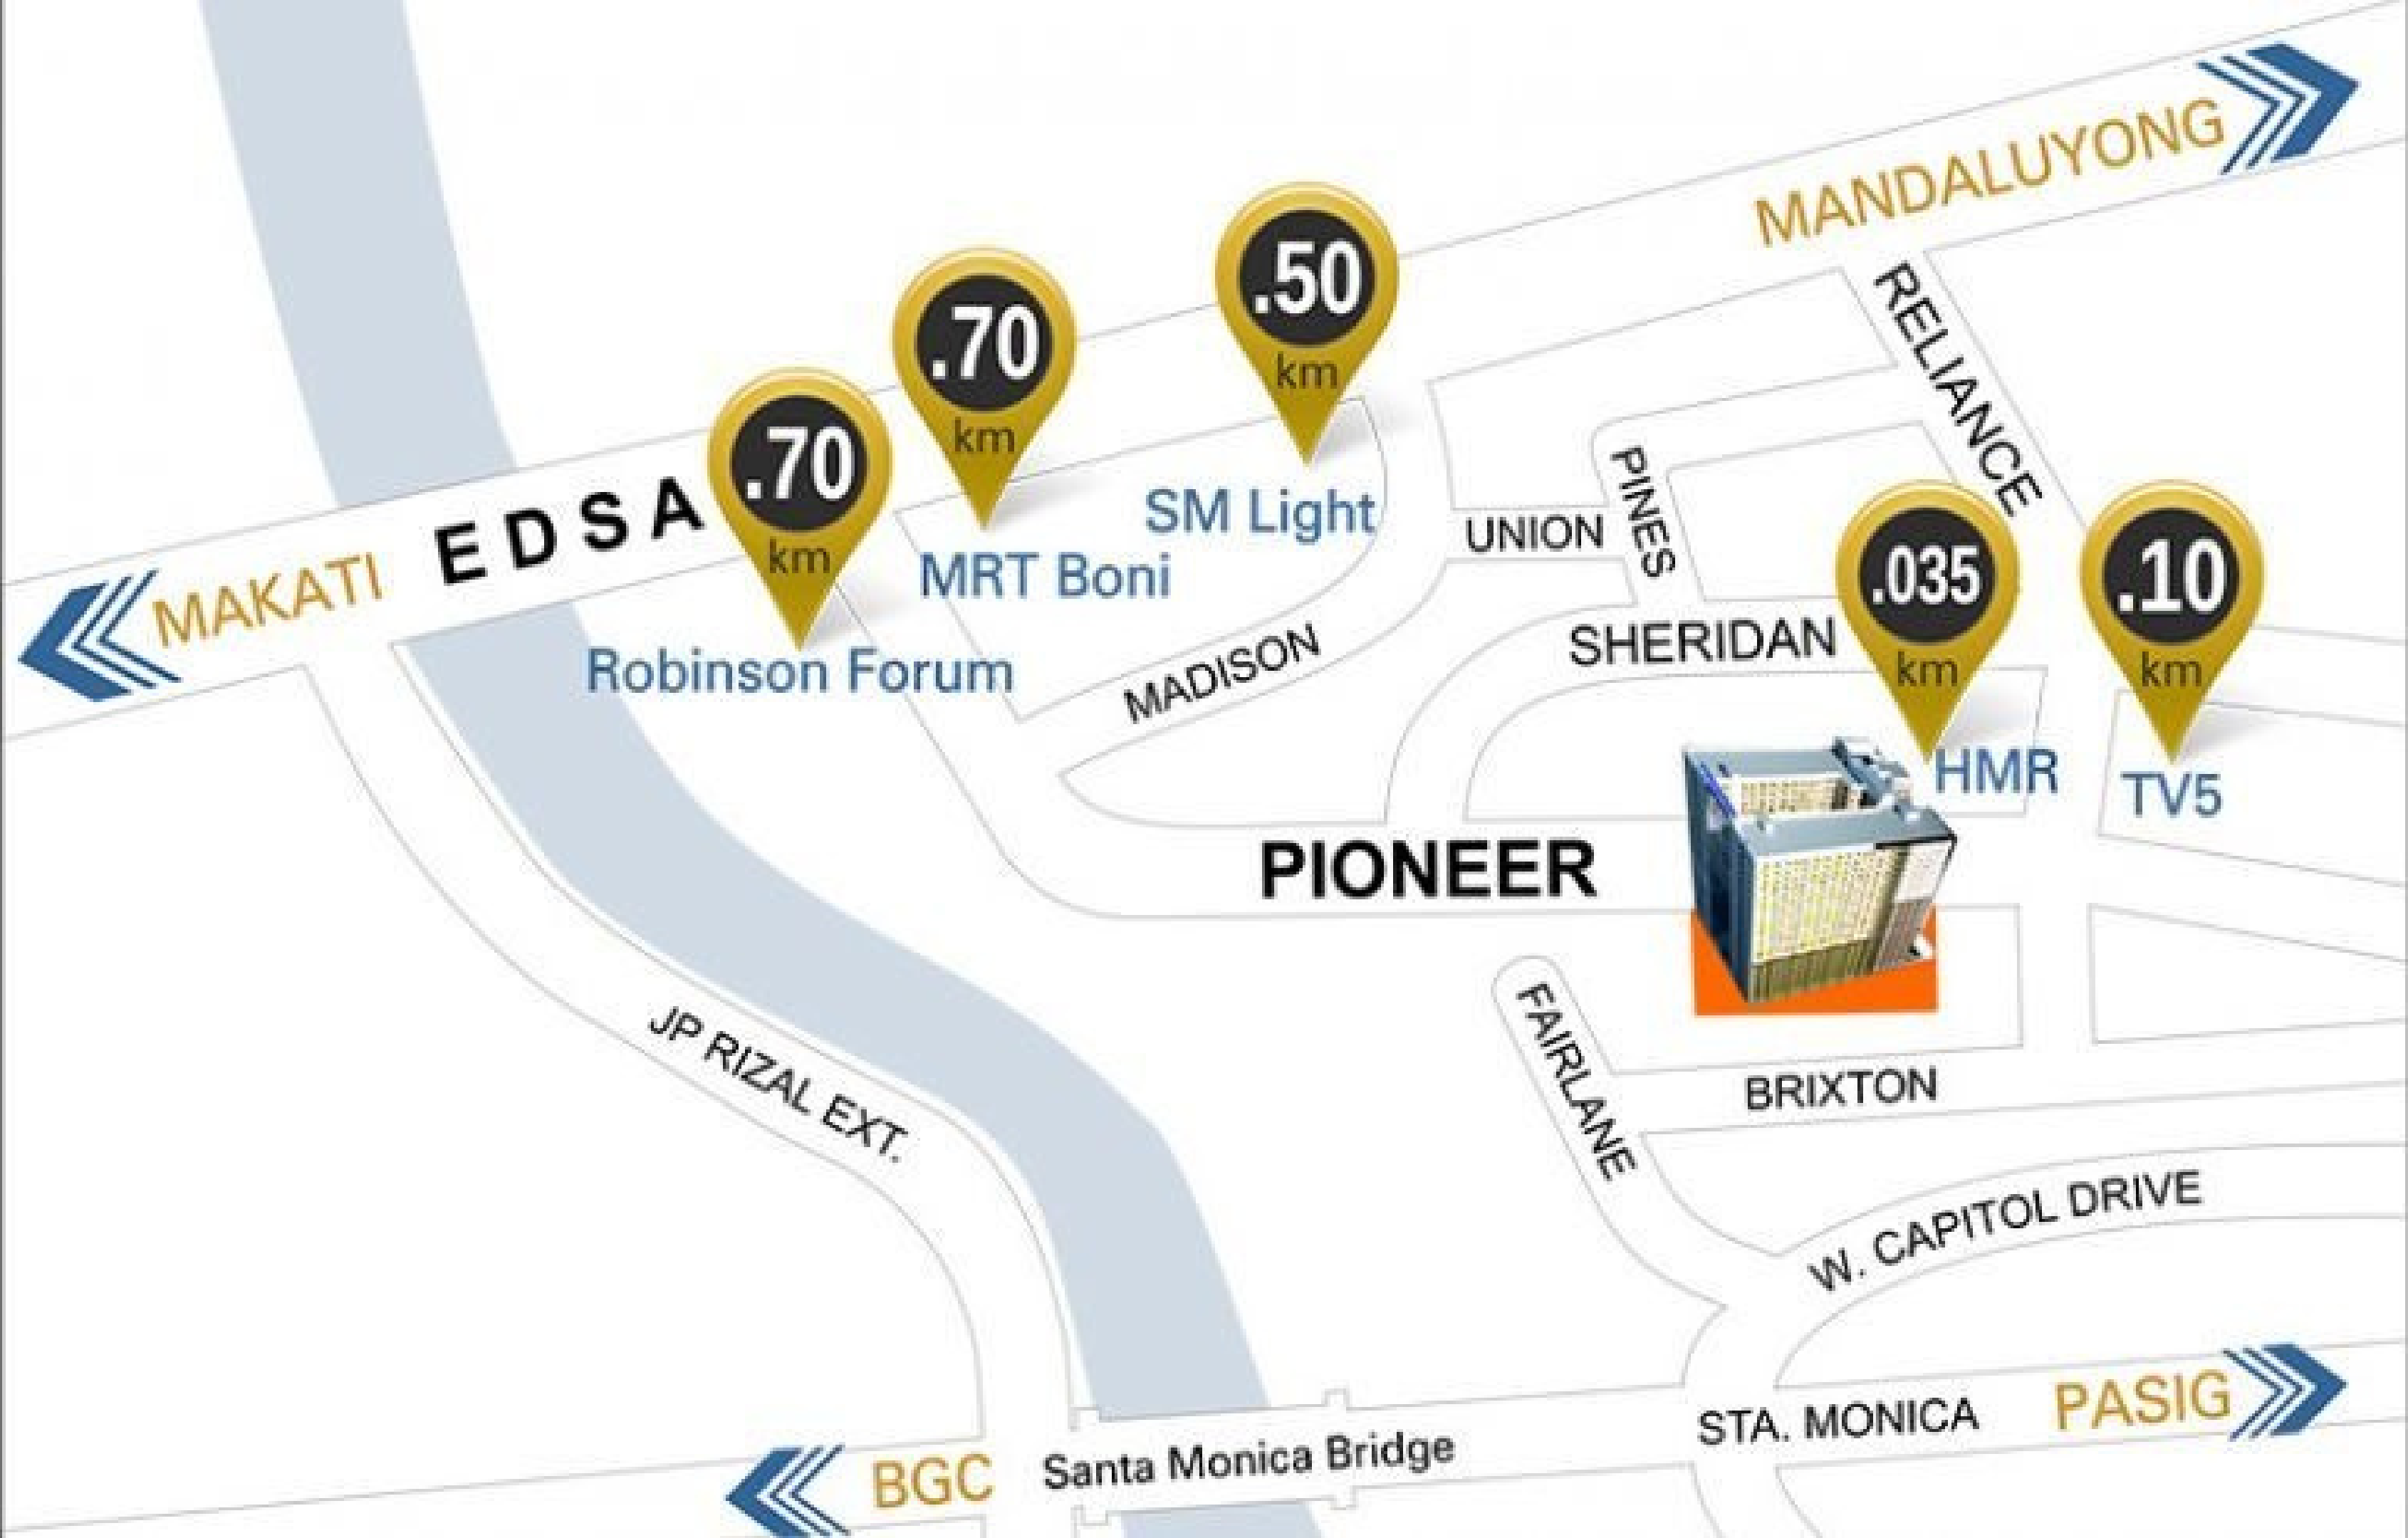 MANDALUYONG
RELIANCE
.50
km
.70
km
.70
km
EDSA
MAKATI
SM Light
MRT Boni
Robinson Forum
UNION
PINES
MADISON
SHERIDAN
.035
km
.10
km
HMR
TV5
PIONEER
FAIRLANE
BRIXTON
JP RIZAL EXT.
W. CAPITOL DRIVE
STA. MONICA
PASIG
BGC
Santa Monica Bridge